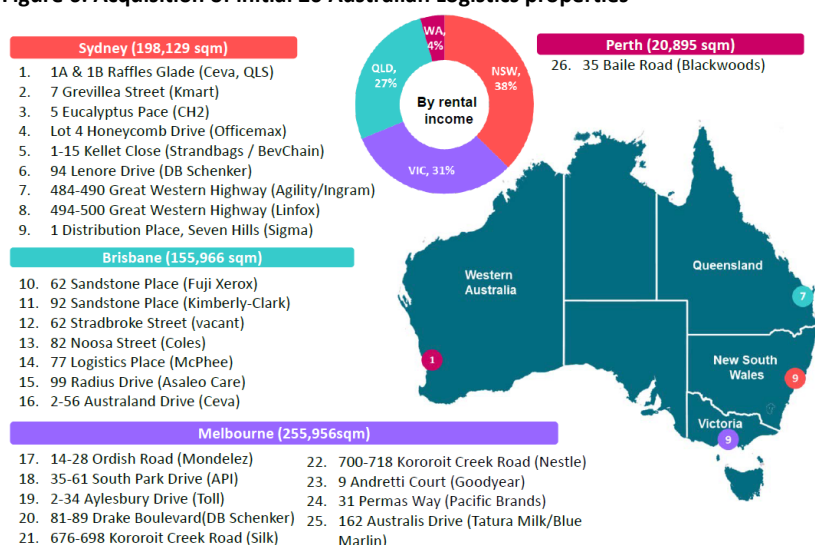 Figure 6: Acquisition of initial 26 Australian Logistics properties
Sydney (198,129 sqm)
1. 1A & 1B Raffles Glade (Ceva, QLS)
2. 7 Grevillea Street (Kmart)
3. 5 Eucalyptus Pace (CH2)
4. Lot 4 Honeycomb Drive (Officemax)
5. 1-15 Kellet Close (Strandbags / BevChain)
6. 94 Lenore Drive (DB Schenker)
7. 484-490 Great Western Highway (Agility/Ingram)
8. 494-500 Great Western Highway (Linfox)
9. 1 Distribution Place, Seven Hills (Sigma)
Brisbane (155,966 sqm)
10. 62 Sandstone Place (Fuji Xerox)
11. 92 Sandstone Place (Kimberly-Clark)
12. 62 Stradbroke Street (vacant)
13. 82 Noosa Street (Coles)
14. 77 Logistics Place (McPhee)
15. 99 Radius Drive (Asaleo Care)
16. 2-56 Australand Drive (Ceva)
Melbourne (255,956sqm)
17. 14-28 Ordish Road (Mondelez)
18. 35-61 South Park Drive (API)
19. 2-34 Aylesbury Drive (Toll)
20. 81-89 Drake Boulevard(DB Schenker)
21. 676-698 Kororoit Creek Road (Silk)
22. 700-718 Kororoit Creek Road (Nestle)
23. 9 Andretti Court (Goodyear)
24. 31 Permas Way (Pacific Brands)
25. 162 Australis Drive (Tatura Milk/Blue
Marlin)
WA,
4%
QLD,
27%
NSW,
38%
By rental
income
VIC, 31%
Perth (20,895 sqm)
26. 35 Baile Road (Blackwoods)
Western
Australia
Queensland
7
1
New South
Wales
9
Victoria
9